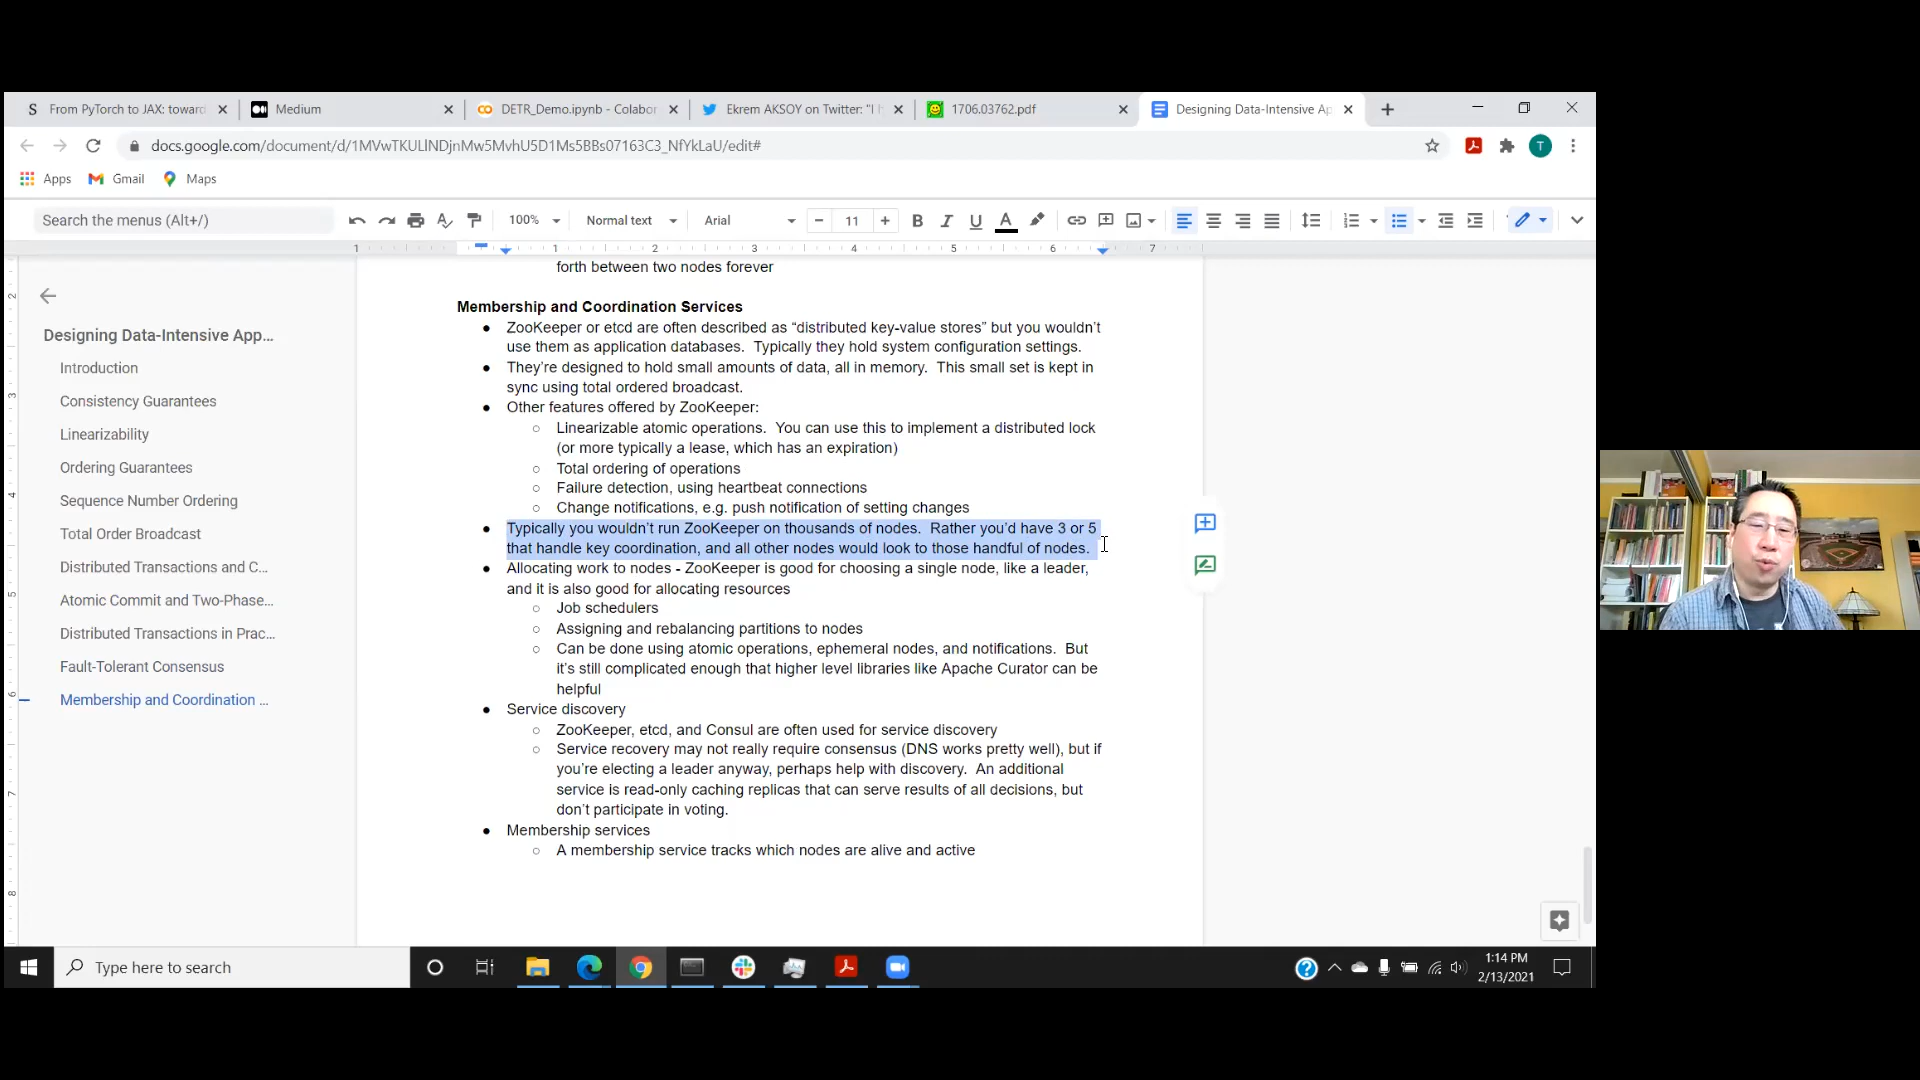 From PyTorch to JAX: toward
Medium
DETR_Demo.ipynb - Colabor
Ekrem AKSOY on Twitter: "I h
1706.03762.pdf
Designing Data-Intensive Ap
docs.google.com/document/d/1MVwTKULlNDjnMw5MvhU5D1Ms5BBs07163C3_NfYkLaU/edit#
T
Apps
Gmail
Maps
Search the menus (Alt+/)
100%
Normal text
Arial
11
B I U A
1 1 2 3 4 5 6 7
forth between two nodes forever
Designing Data-Intensive App...
Introduction
Consistency Guarantees
Linearizability
Ordering Guarantees
Sequence Number Ordering
Total Order Broadcast
Distributed Transactions and C...
Atomic Commit and Two-Phase...
Distributed Transactions in Prac...
Fault-Tolerant Consensus
Membership and Coordination ...
Membership and Coordination Services
● ZooKeeper or etcd are often described as “distributed key-value stores” but you wouldn’t
use them as application databases. Typically they hold system configuration settings.
● They’re designed to hold small amounts of data, all in memory. This small set is kept in
sync using total ordered broadcast.
● Other features offered by ZooKeeper:
○ Linearizable atomic operations. You can use this to implement a distributed lock
(or more typically a lease, which has an expiration)
○ Total ordering of operations
○ Failure detection, using heartbeat connections
○ Change notifications, e.g. push notification of setting changes
● Typically you wouldn’t run ZooKeeper on thousands of nodes. Rather you’d have 3 or 5
that handle key coordination, and all other nodes would look to those handful of nodes.
● Allocating work to nodes - ZooKeeper is good for choosing a single node, like a leader,
and it is also good for allocating resources
○ Job schedulers
○ Assigning and rebalancing partitions to nodes
○ Can be done using atomic operations, ephemeral nodes, and notifications. But
it’s still complicated enough that higher level libraries like Apache Curator can be
helpful
● Service discovery
○ ZooKeeper, etcd, and Consul are often used for service discovery
○ Service recovery may not really require consensus (DNS works pretty well), but if
you’re electing a leader anyway, perhaps help with discovery. An additional
service is read-only caching replicas that can serve results of all decisions, but
don’t participate in voting.
● Membership services
○ A membership service tracks which nodes are alive and active
2
3
4
5
6
7
8
Type here to search
1:14 PM
2/13/2021